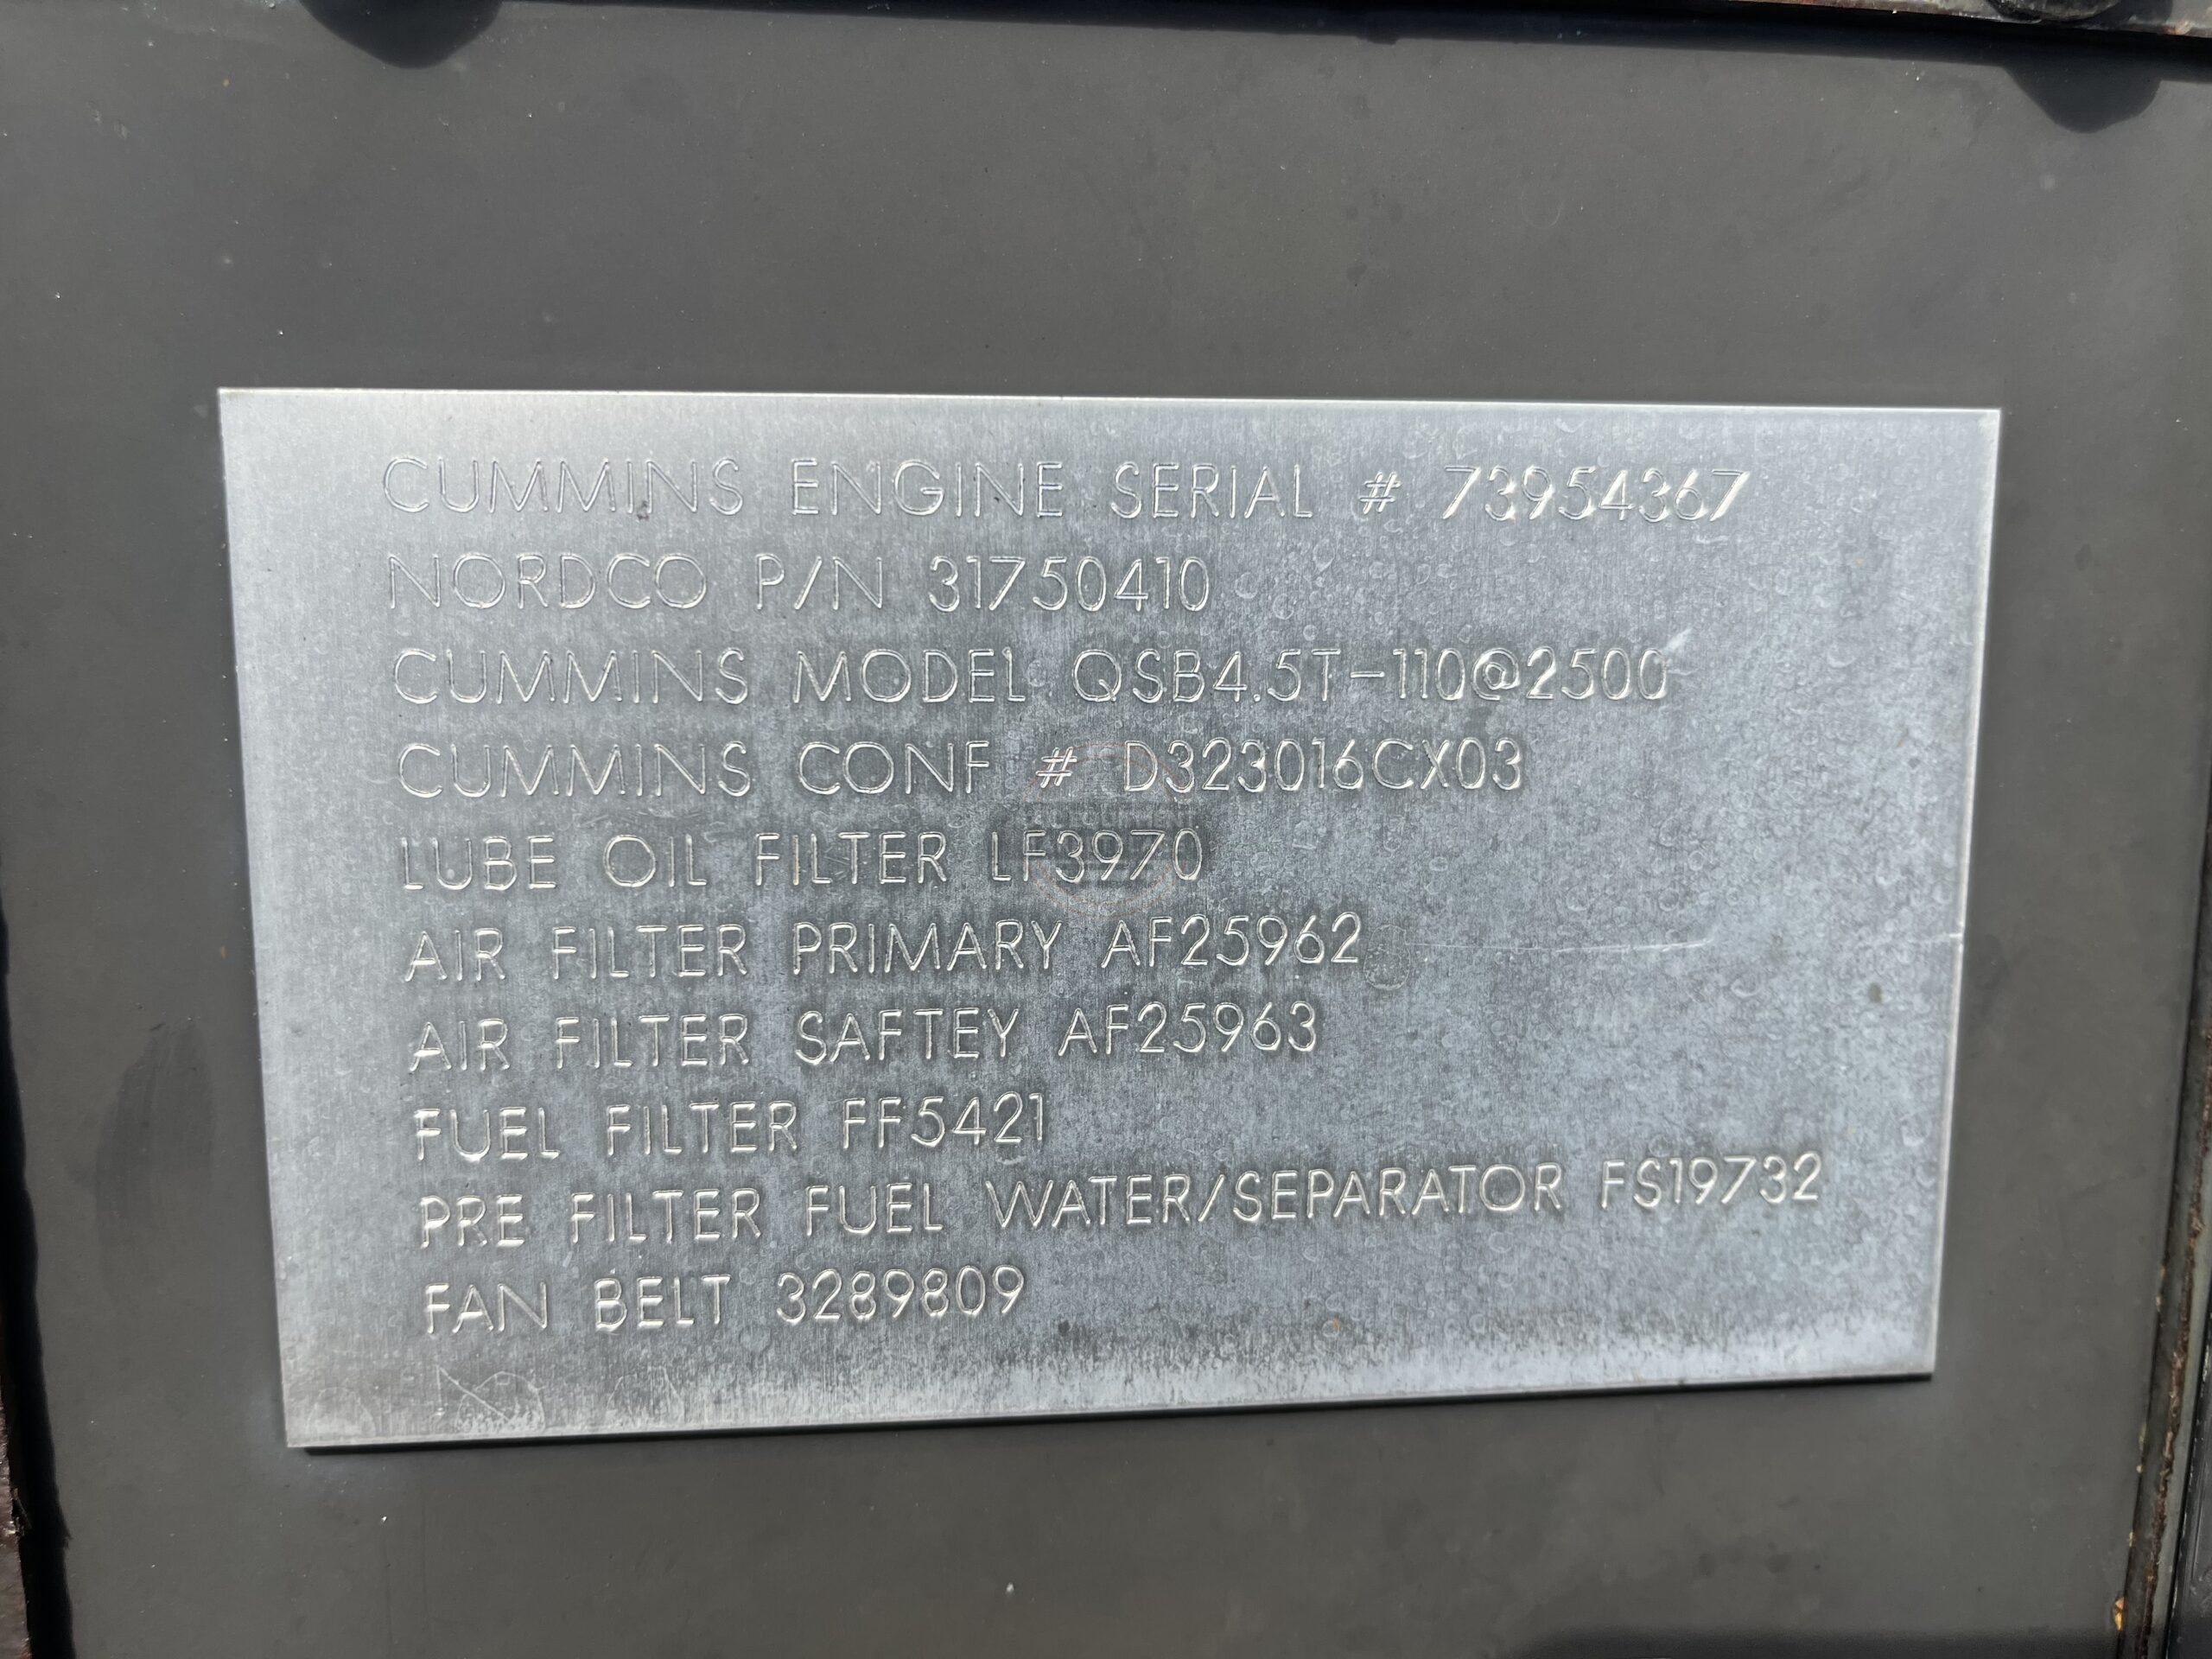 CUMMINS ENGINE SERIAL # 73954367
NORDCO P/N 31750410
CUMMINS MODEL QSB4.5T-110@2500
CUMMINS CONF # D323016CX03
LUBE OIL FILTER LF3970
AIR FILTER PRIMARY AF25962
AIR FILTER SAFTEY AF25963
FUEL FILTER FF5421
PRE FILTER FUEL WATER/SEPARATOR FS19732
FAN BELT 3289809